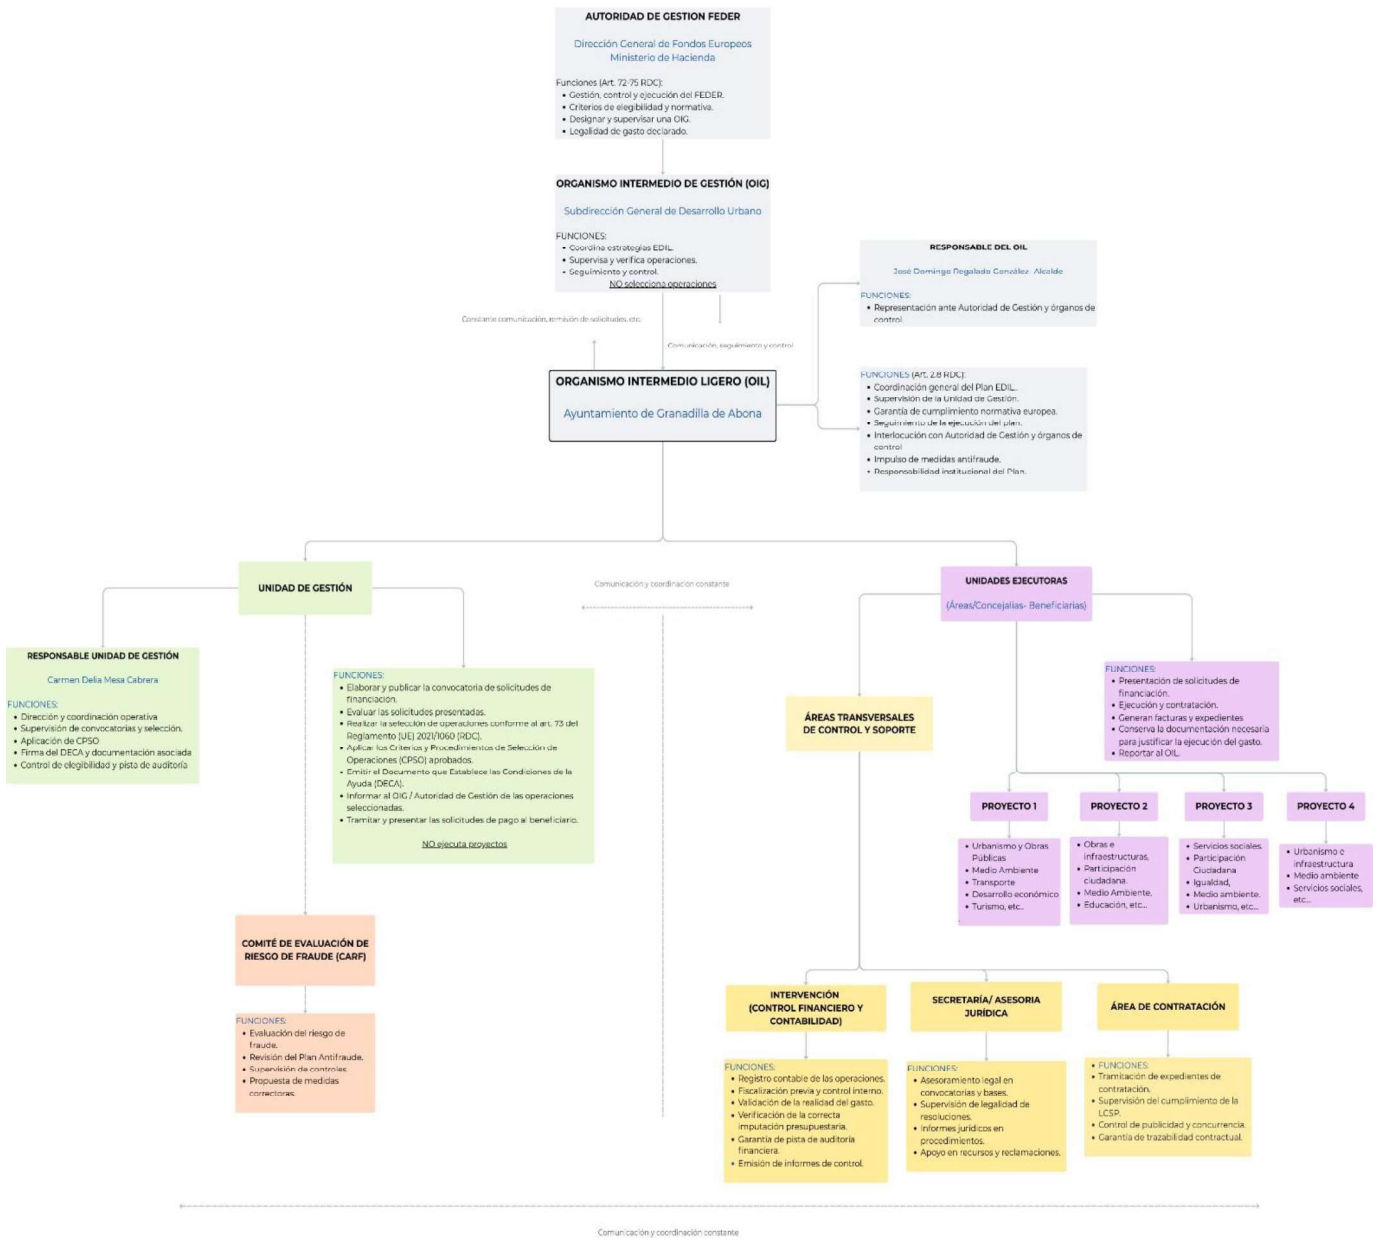 AUTORIDAD DE GESTION FEDER
Dirección General de Fondos Europeos
Ministerio de Hacienda
Funciones (Art. 72-75 RDC):
• Gestión, control y ejecución del FEDER.
• Criterios de elegibilidad y normativa.
• Designar y supervisar una OIG.
• Legalidad de gasto declarado.
ORGANISMO INTERMEDIO DE GESTIÓN (OIG)
Subdirección General de Desarrollo Urbano
FUNCIONES:
• Coordina estrategias EDIL.
• Supervisa y verifica operaciones.
• Seguimiento y control.
NO selecciona operaciones
Constante comunicación, remisión de solicitudes, etc.
Comunicación, seguimiento y control
RESPONSABLE DEL OIL
José Domingo Regalado González- Alcalde
FUNCIONES:
• Representación ante Autoridad de Gestión y órganos de
control.
ORGANISMO INTERMEDIO LIGERO (OIL)
Ayuntamiento de Granadilla de Abona
FUNCIONES (Art. 2.8 RDC):
• Coordinación general del Plan EDIL.
• Supervisión de la Unidad de Gestión.
• Garantía de cumplimiento normativa europea.
• Seguimiento de la ejecución del plan.
• Interlocución con Autoridad de Gestión y órganos de
control
• Impulso de medidas antifraude.
• Responsabilidad institucional del Plan.
UNIDAD DE GESTIÓN
Comunicación y coordinación constante
UNIDADES EJECUTORAS
(Áreas/Concejalías- Beneficiarias)
RESPONSABLE UNIDAD DE GESTIÓN
Carmen Delia Mesa Cabrera
FUNCIONES:
• Dirección y coordinación operativa
• Supervisión de convocatorias y selección.
• Aplicación de CPSO
• Firma del DECA y documentación asociada
• Control de elegibilidad y pista de auditoría
FUNCIONES:
• Elaborar y publicar la convocatoria de solicitudes de
financiación.
• Evaluar las solicitudes presentadas.
• Realizar la selección de operaciones conforme al art. 73 del
Reglamento (UE) 2021/1060 (RDC).
• Aplicar los Criterios y Procedimientos de Selección de
Operaciones (CPSO) aprobados.
• Emitir el Documento que Establece las Condiciones de la
Ayuda (DECA).
• Informar al OIG / Autoridad de Gestión de las operaciones
seleccionadas.
• Tramitar y presentar las solicitudes de pago al beneficiario.
NO ejecuta proyectos
ÁREAS TRANSVERSALES
DE CONTROL Y SOPORTE
FUNCIONES:
• Presentación de solicitudes de
financiación.
• Ejecución y contratación.
• Generan facturas y expedientes
• Conserva la documentación necesaria
para justificar la ejecución del gasto.
• Reportar al OIL.
PROYECTO 1
• Urbanismo y Obras
Públicas
• Medio Ambiente
• Transporte
• Desarrollo económico
• Turismo, etc..
PROYECTO 2
• Obras e
infraestructuras,
• Participación
ciudadana.
• Medio Ambiente.
• Educación, etc...
PROYECTO 3
• Servicios sociales.
• Participación
Ciudadana
• Igualdad,
• Medio ambiente.
• Urbanismo, etc...
PROYECTO 4
• Urbanismo e
infraestructura
• Medio ambiente
• Servicios sociales,
etc...
COMITÉ DE EVALUACIÓN DE
RIESGO DE FRAUDE (CARF)
FUNCIONES:
• Evaluación del riesgo de
fraude.
• Revisión del Plan Antifraude.
• Supervisión de controles.
• Propuesta de medidas
correctoras.
INTERVENCIÓN
(CONTROL FINANCIERO Y
CONTABILIDAD)
FUNCIONES:
• Registro contable de las operaciones.
• Fiscalización previa y control interno.
• Validación de la realidad del gasto.
• Verificación de la correcta
imputación presupuestaria.
• Garantía de pista de auditoría
financiera.
• Emisión de informes de control.
SECRETARÍA/ ASESORIA
JURÍDICA
FUNCIONES:
• Asesoramiento legal en
convocatorias y bases.
• Supervisión de legalidad de
resoluciones.
• Informes jurídicos en
procedimientos.
• Apoyo en recursos y reclamaciones.
ÁREA DE CONTRATACIÓN
• FUNCIONES:
• Tramitación de expedientes de
contratación.
• Supervisión del cumplimiento de la
LCSP.
• Control de publicidad y concurrencia.
• Garantía de trazabilidad contractual.
Comunicación y coordinación constante